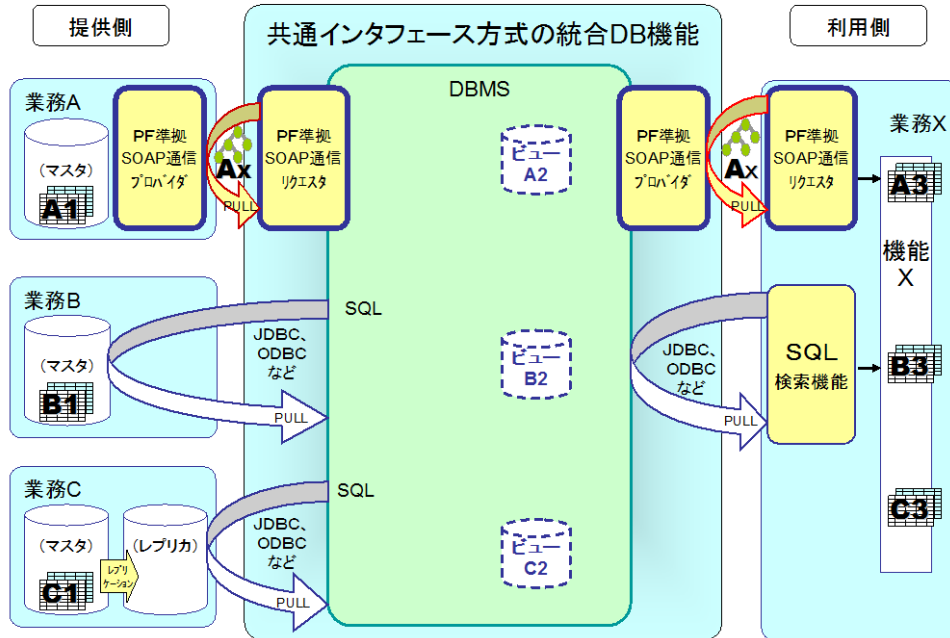 提供側
共通インタフェース方式の統合DB機能
利用側
業務A
(マスタ)
A1
PF準拠
SOAP通信
プロバイダ
Ax
PULL
PF準拠
SOAP通信
リクエスタ
DBMS
ビュー
A2
PF準拠
SOAP通信
プロバイダ
Ax
PULL
PF準拠
SOAP通信
リクエスタ
業務X
A3
機能
X
業務B
(マスタ)
B1
SQL
JDBC、
ODBC
など
PULL
ビュー
B2
JDBC、
ODBC
など
PULL
SQL
検索機能
B3
業務C
(マスタ)
C1
レプリ
ケーション
(レプリカ)
SQL
JDBC、
ODBC
など
PULL
ビュー
C2
C3